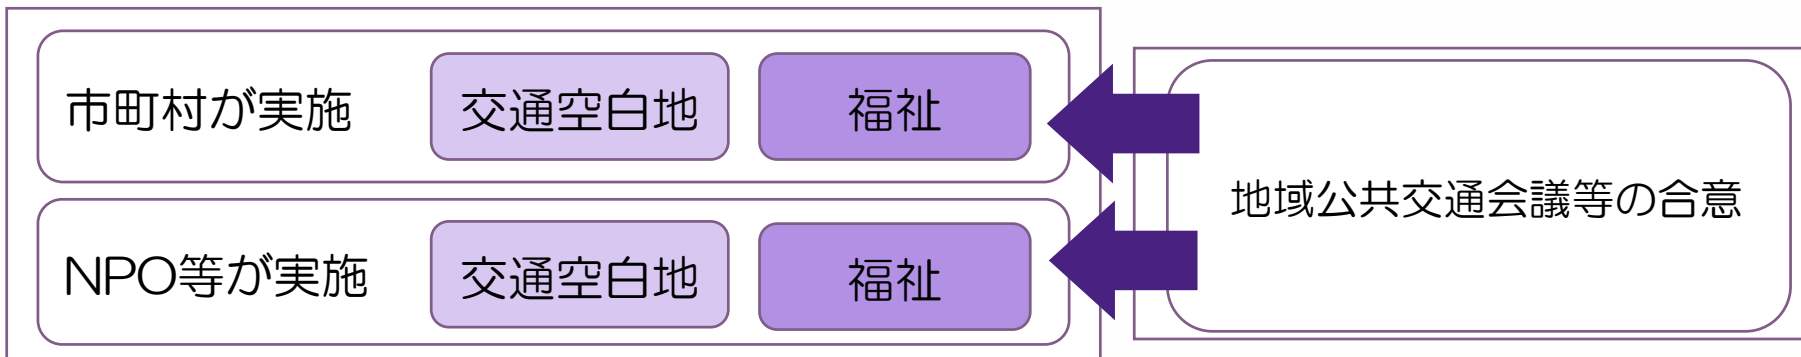 市町村が実施
交通空白地
福祉
NPO等が実施
交通空白地
福祉
地域公共交通会議等の合意